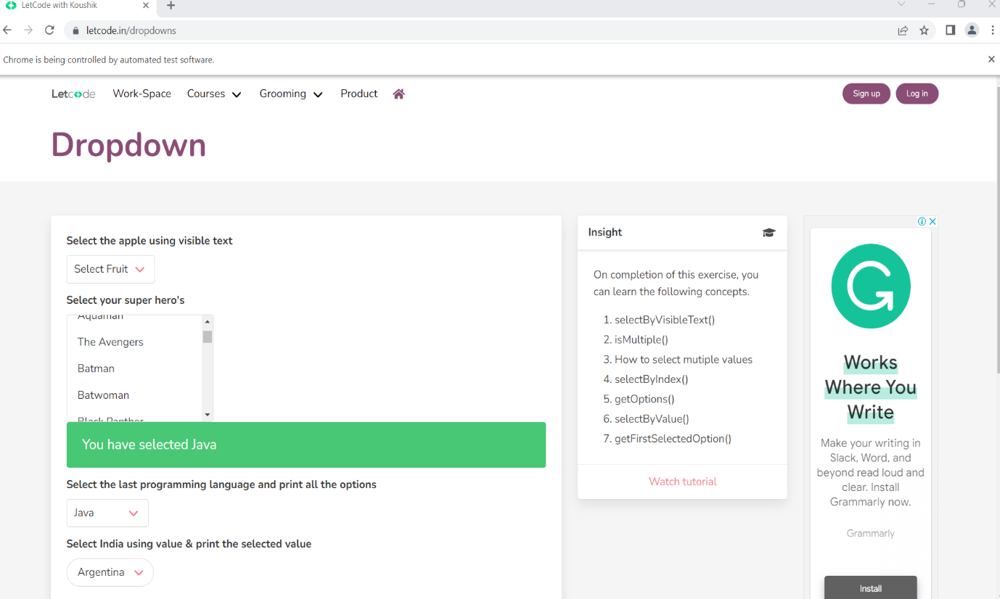 LetCode with Koushik
letcode.in/dropdowns
Chrome is being controlled by automated test software.
Letcode Work-Space Courses Grooming Product Sign up Log in
Dropdown
Select the apple using visible text
Select Fruit
Select your super hero's
Aquaman
The Avengers
Batman
Batwoman
Black Panther
You have selected Java
Select the last programming language and print all the options
Java
Select India using value & print the selected value
Argentina
Insight
On completion of this exercise, you
can learn the following concepts.
1. selectByVisibleText()
2. isMultiple()
3. How to select mutiple values
4. selectByIndex()
5. getOptions()
6. selectByValue()
7. getFirstSelectedOption()
Watch tutorial
Works
Where You
Write
Make your writing in
Slack, Word, and
beyond read loud and
clear. Install
Grammarly now.
Grammarly
Install